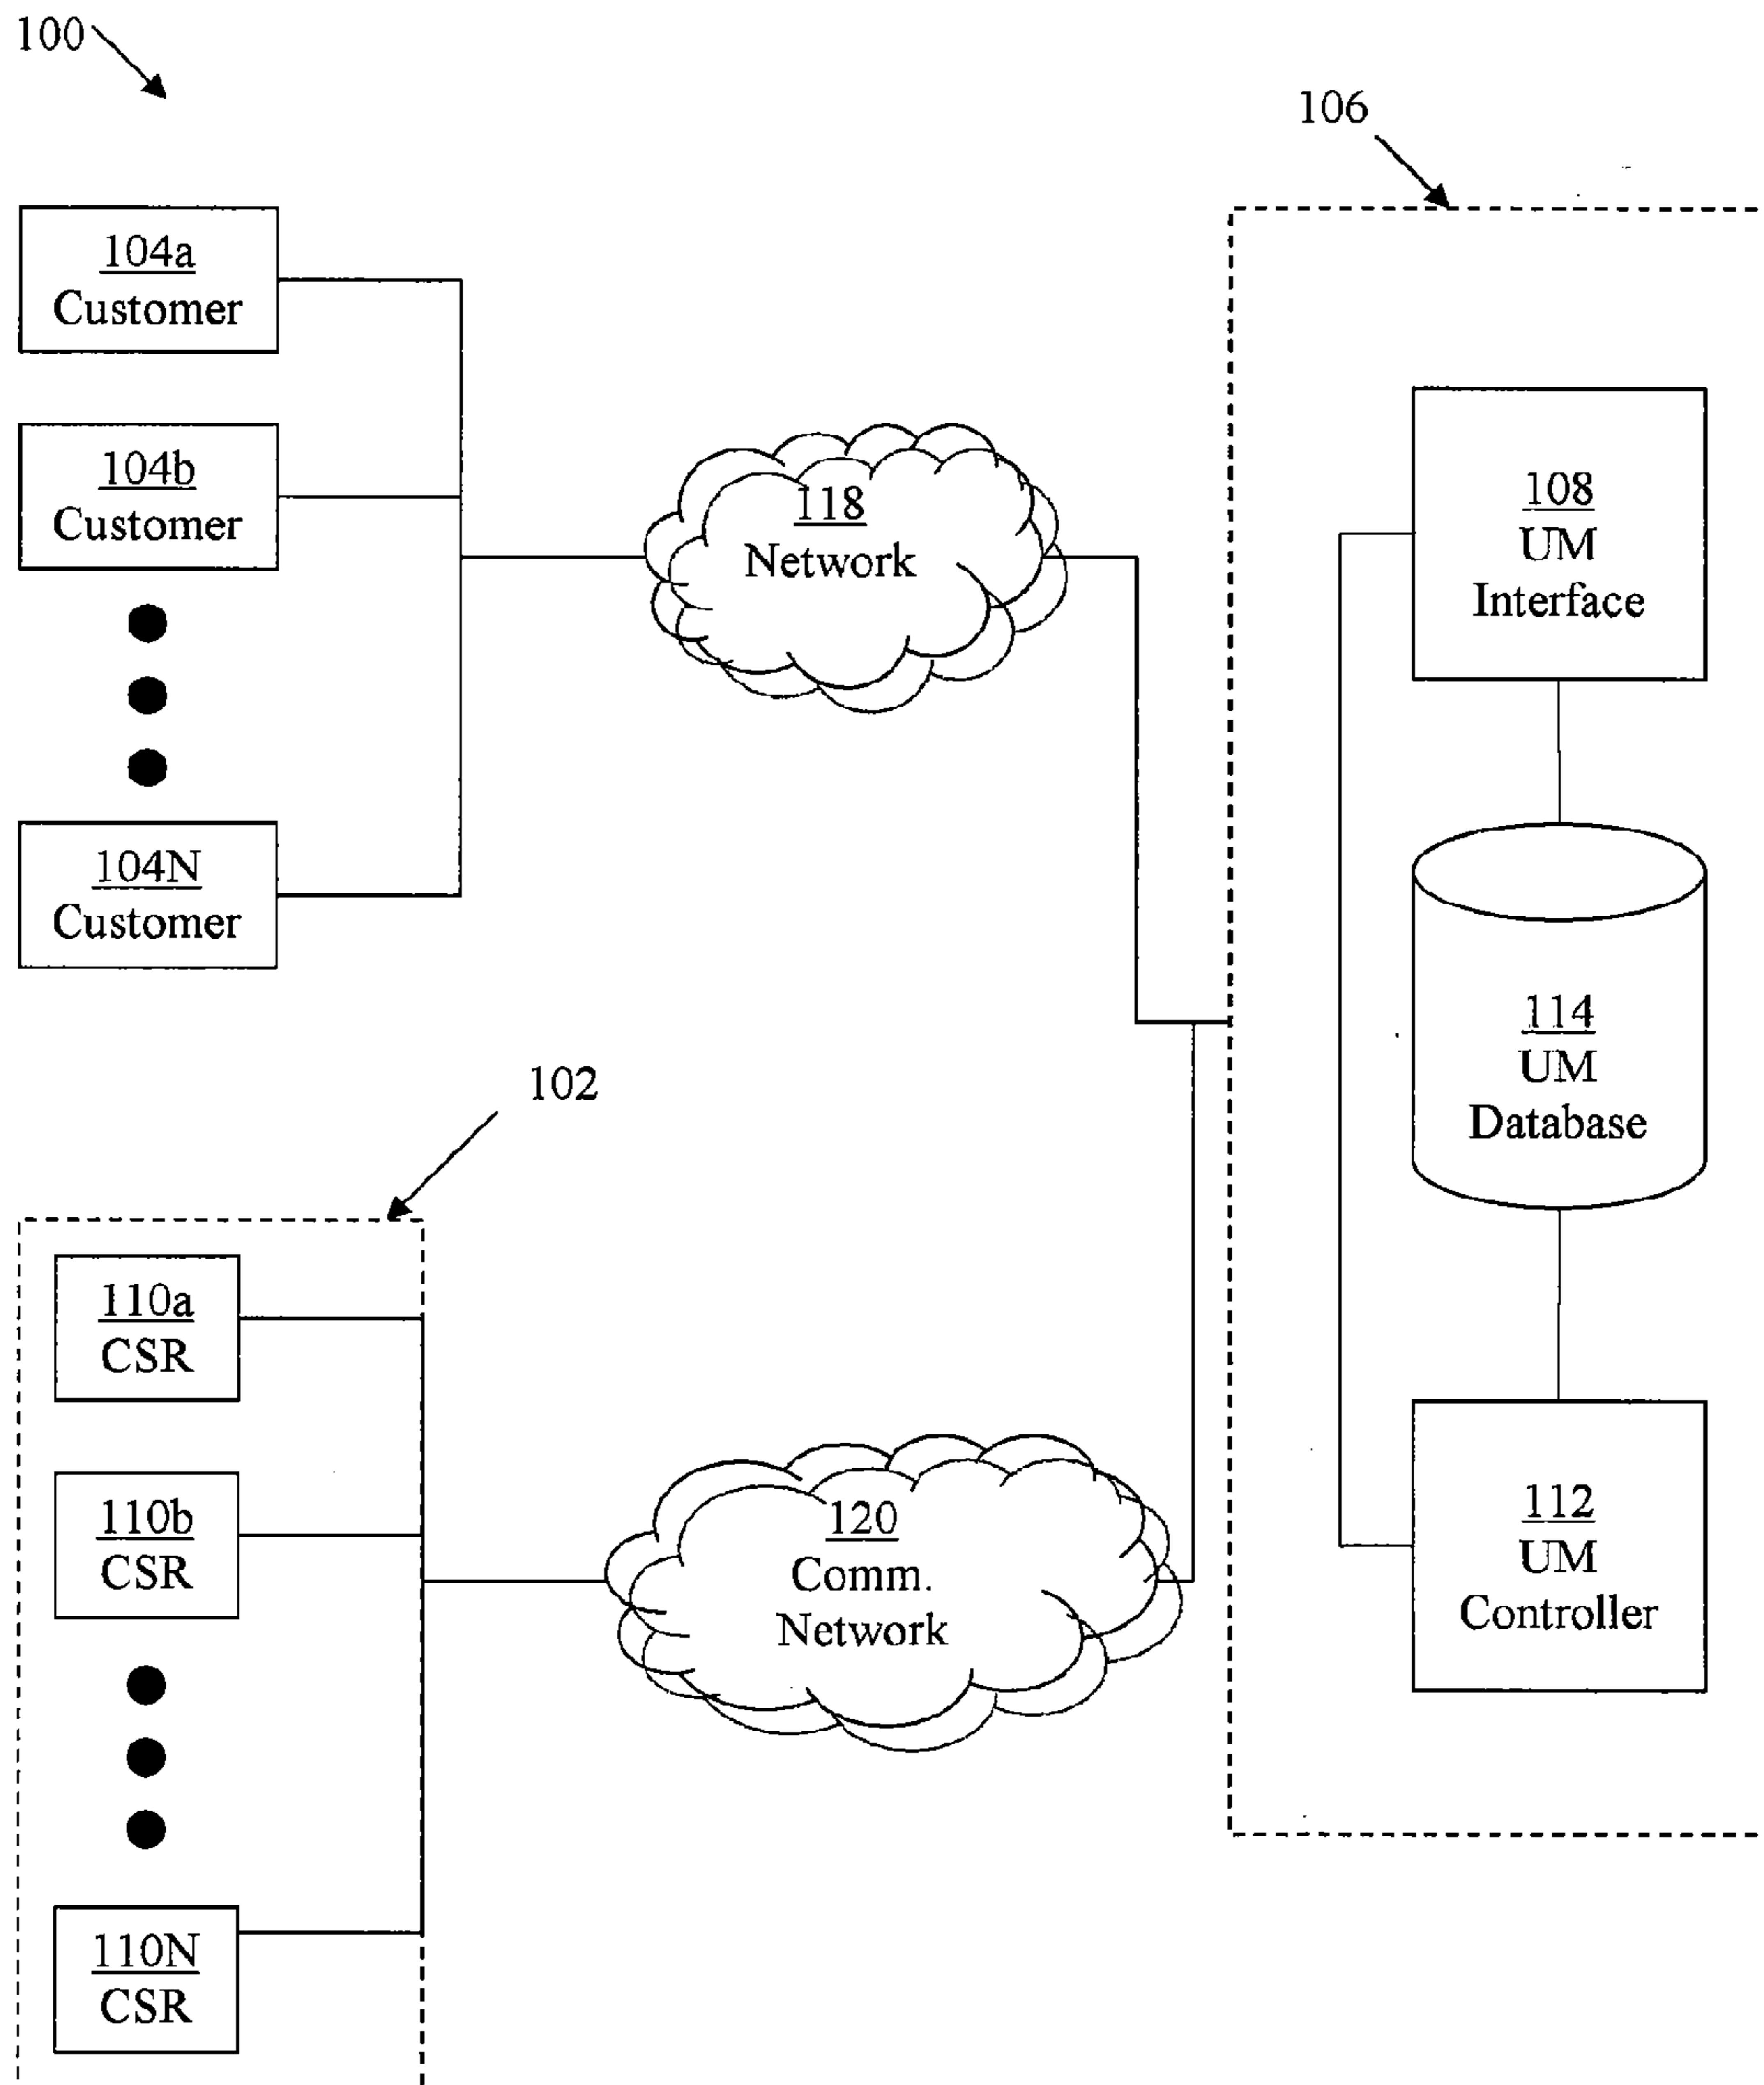 100
106
104a
Customer
104b
Customer
104N
Customer
118
Network
108
UM
Interface
114
UM
Database
102
110a
CSR
110b
CSR
110N
CSR
120
Comm.
Network
112
UM
Controller